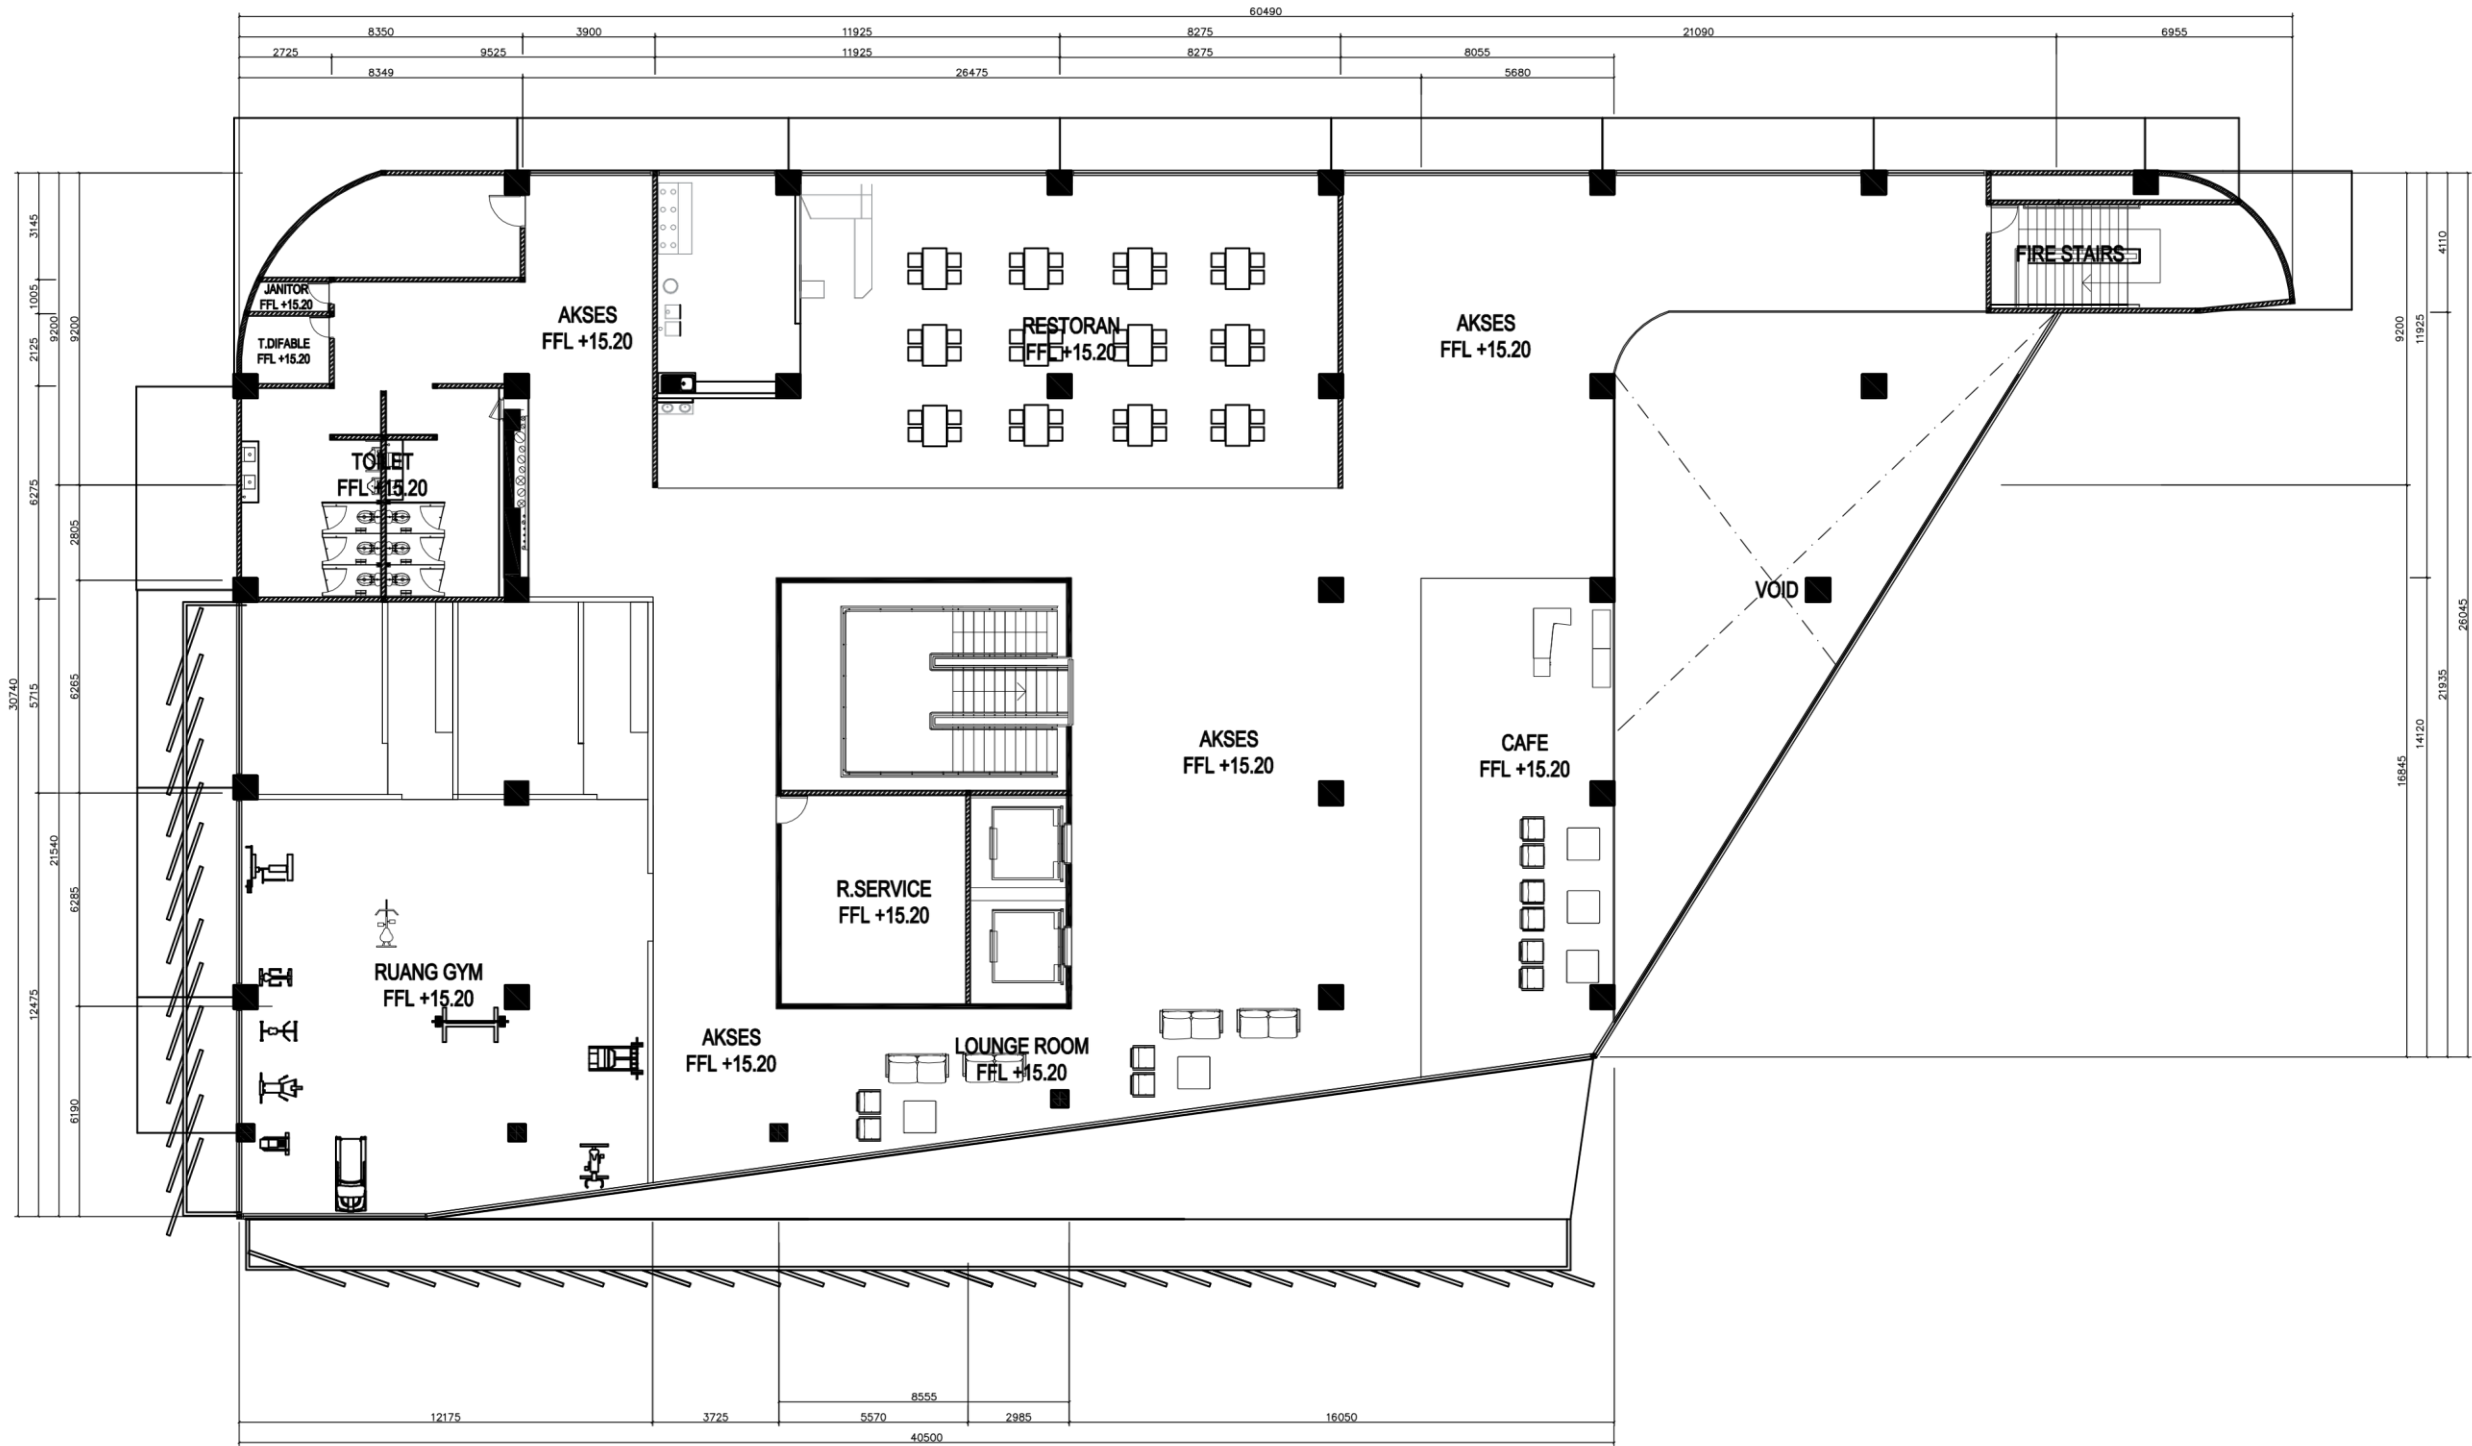 60490
8350 3900 11925 8275 21090 6955
2725 9525 11925 8275 8055
8349 26475 5680
30740
3145
1005
2125
6275
5715
12475
9200
21540
9200
2805
6265
6285
6190
4110
9200
11925
16845
14120
21935
26045
JANITOR
FFL +15.20
T.DIFABLE
FFL +15.20
AKSES
FFL +15.20
RESTORAN
FFL +15.20
AKSES
FFL +15.20
FIRE STAIRS
TOILET
FFL +15.20
VOID
AKSES
FFL +15.20
CAFE
FFL +15.20
R.SERVICE
FFL +15.20
RUANG GYM
FFL +15.20
AKSES
FFL +15.20
LOUNGE ROOM
FFL +15.20
8555
12175 3725 5570 2985 16050
40500